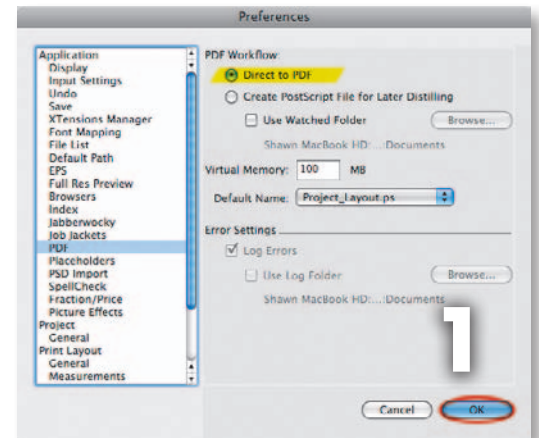 Preferences
Application
Display
Input Settings
Undo
Save
XTensions Manager
Font Mapping
File List
Default Path
EPS
Full Res Preview
Browsers
Index
Jabberwocky
Job Jackets
PDF
Placeholders
PSD Import
SpellCheck
Fraction/Price
Picture Effects
Project
General
Print Layout
General
Measurements
PDF Workflow:
Direct to PDF
Create PostScript File for Later Distilling
Use Watched Folder
Browse...
Shawn MacBook HD:...:Documents
Virtual Memory: 100 MB
Default Name: Project_Layout.ps
Error Settings
Log Errors
Use Log Folder
Browse...
Shawn MacBook HD:...:Documents
1
Cancel
OK